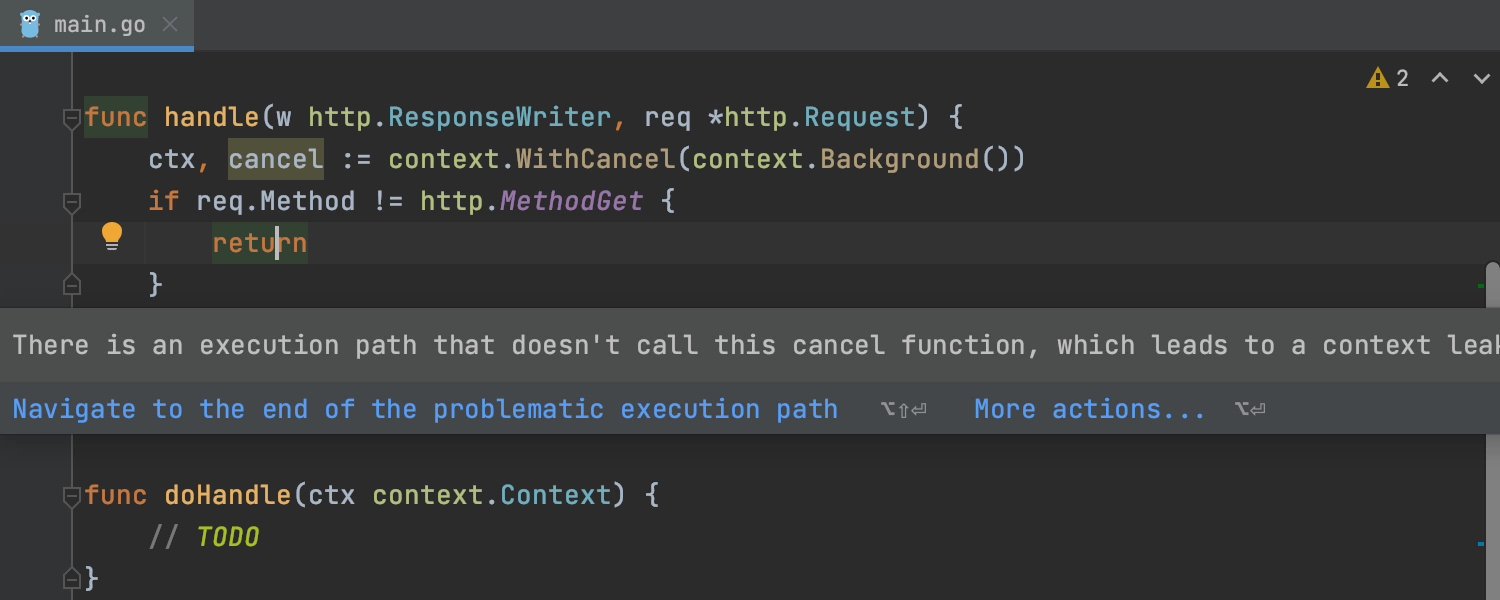 main.go
2
func handle(w http.ResponseWriter, req *http.Request) {
ctx, cancel := context.WithCancel(context.Background())
if req.Method != http.MethodGet {
return
}
There is an execution path that doesn't call this cancel function, which leads to a context leak
Navigate to the end of the problematic execution path ⌥⇧⏎ More actions... ⌥⏎
func doHandle(ctx context.Context) {
// TODO
}